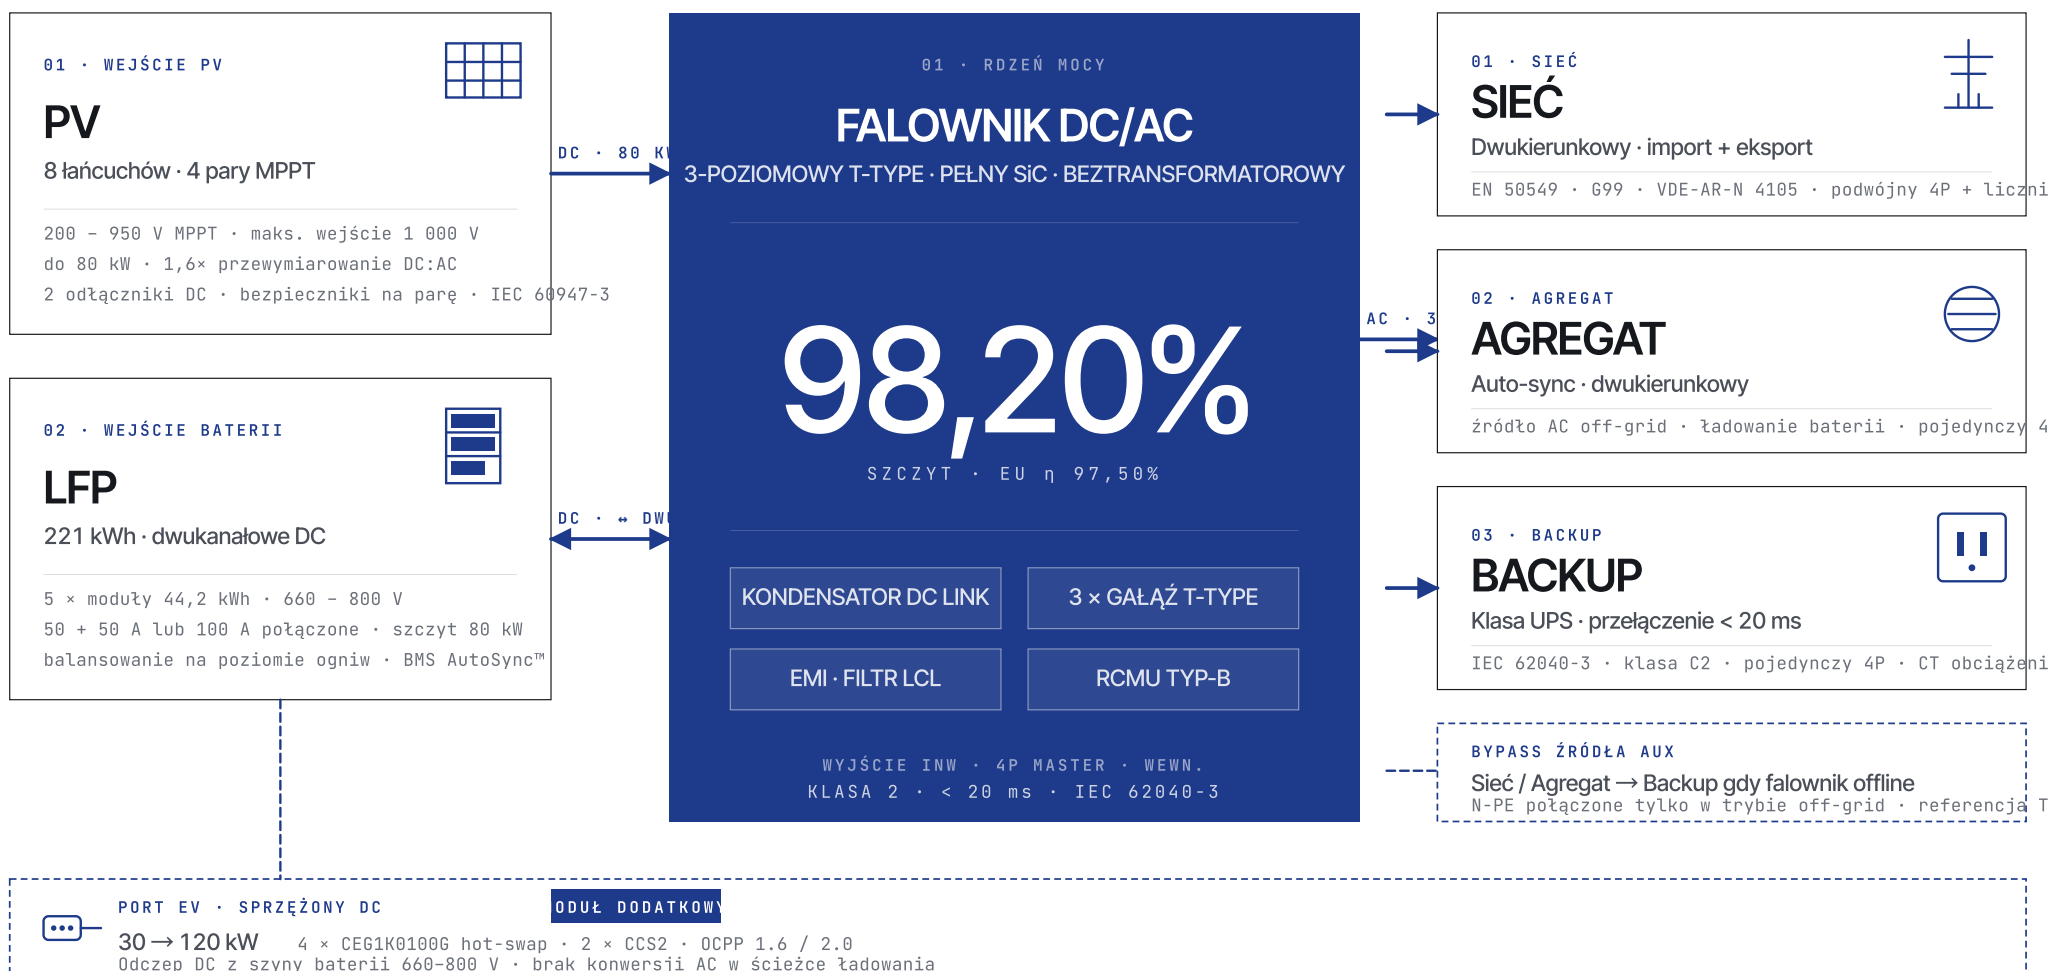 01 · WEJŚCIE PV
PV
8 łańcuchów · 4 pary MPPT
200 – 950 V MPPT · maks. wejście 1 000 V
do 80 kW · 1,6× przewymiarowanie DC:AC
2 odłączniki DC · bezpieczniki na parę · IEC 60947-3
DC · 80
02 · WEJŚCIE BATERII
LFP
221 kWh · dwukanałowe DC
5 × moduły 44,2 kWh · 660 – 800 V
50 + 50 A lub 100 A połączone · szczyt 80 kW
balansowanie na poziomie ogniw · BMS AutoSync™
DC · ↔
01 · RDZEŃ MOCY
FALOWNIK DC/AC
3-POZIOMOWY T-TYPE · PEŁNY SiC · BEZTRANSFORMATOROWY
98,20%
SZCZYT · EU η 97,50%
KONDENSATOR DC LINK
3 × GAŁĄŹ T-TYPE
EMI · FILTR LCL
RCMU TYP-B
WYJŚCIE INW · 4P MASTER · WEWN.
KLASA 2 · < 20 ms · IEC 62040-3
AC · 3
01 · SIEĆ
SIEĆ
Dwukierunkowy · import + eksport
EN 50549 · G99 · VDE-AR-N 4105 · podwójny 4P +
02 · AGREGAT
AGREGAT
Auto-sync · dwukierunkowy
źródło AC off-grid · ładowanie baterii · pojedynczy
03 · BACKUP
BACKUP
Klasa UPS · przełączenie < 20 ms
IEC 62040-3 · klasa C2 · pojedynczy 4P · CT
BYPASS ŹRÓDŁA AUX
Sieć / Agregat → Backup gdy falownik offline
N-PE połączone tylko w trybie off-grid · referencja
PORT EV · SPRZĘŻONY DC
DODATKOWY
30 → 120 kW
4 × CEG1K0100G hot-swap · 2 × CCS2 · OCPP 1.6 / 2.0
Odczep DC z szyny baterii 660–800 V · brak konwersji AC w ścieżce ładowania